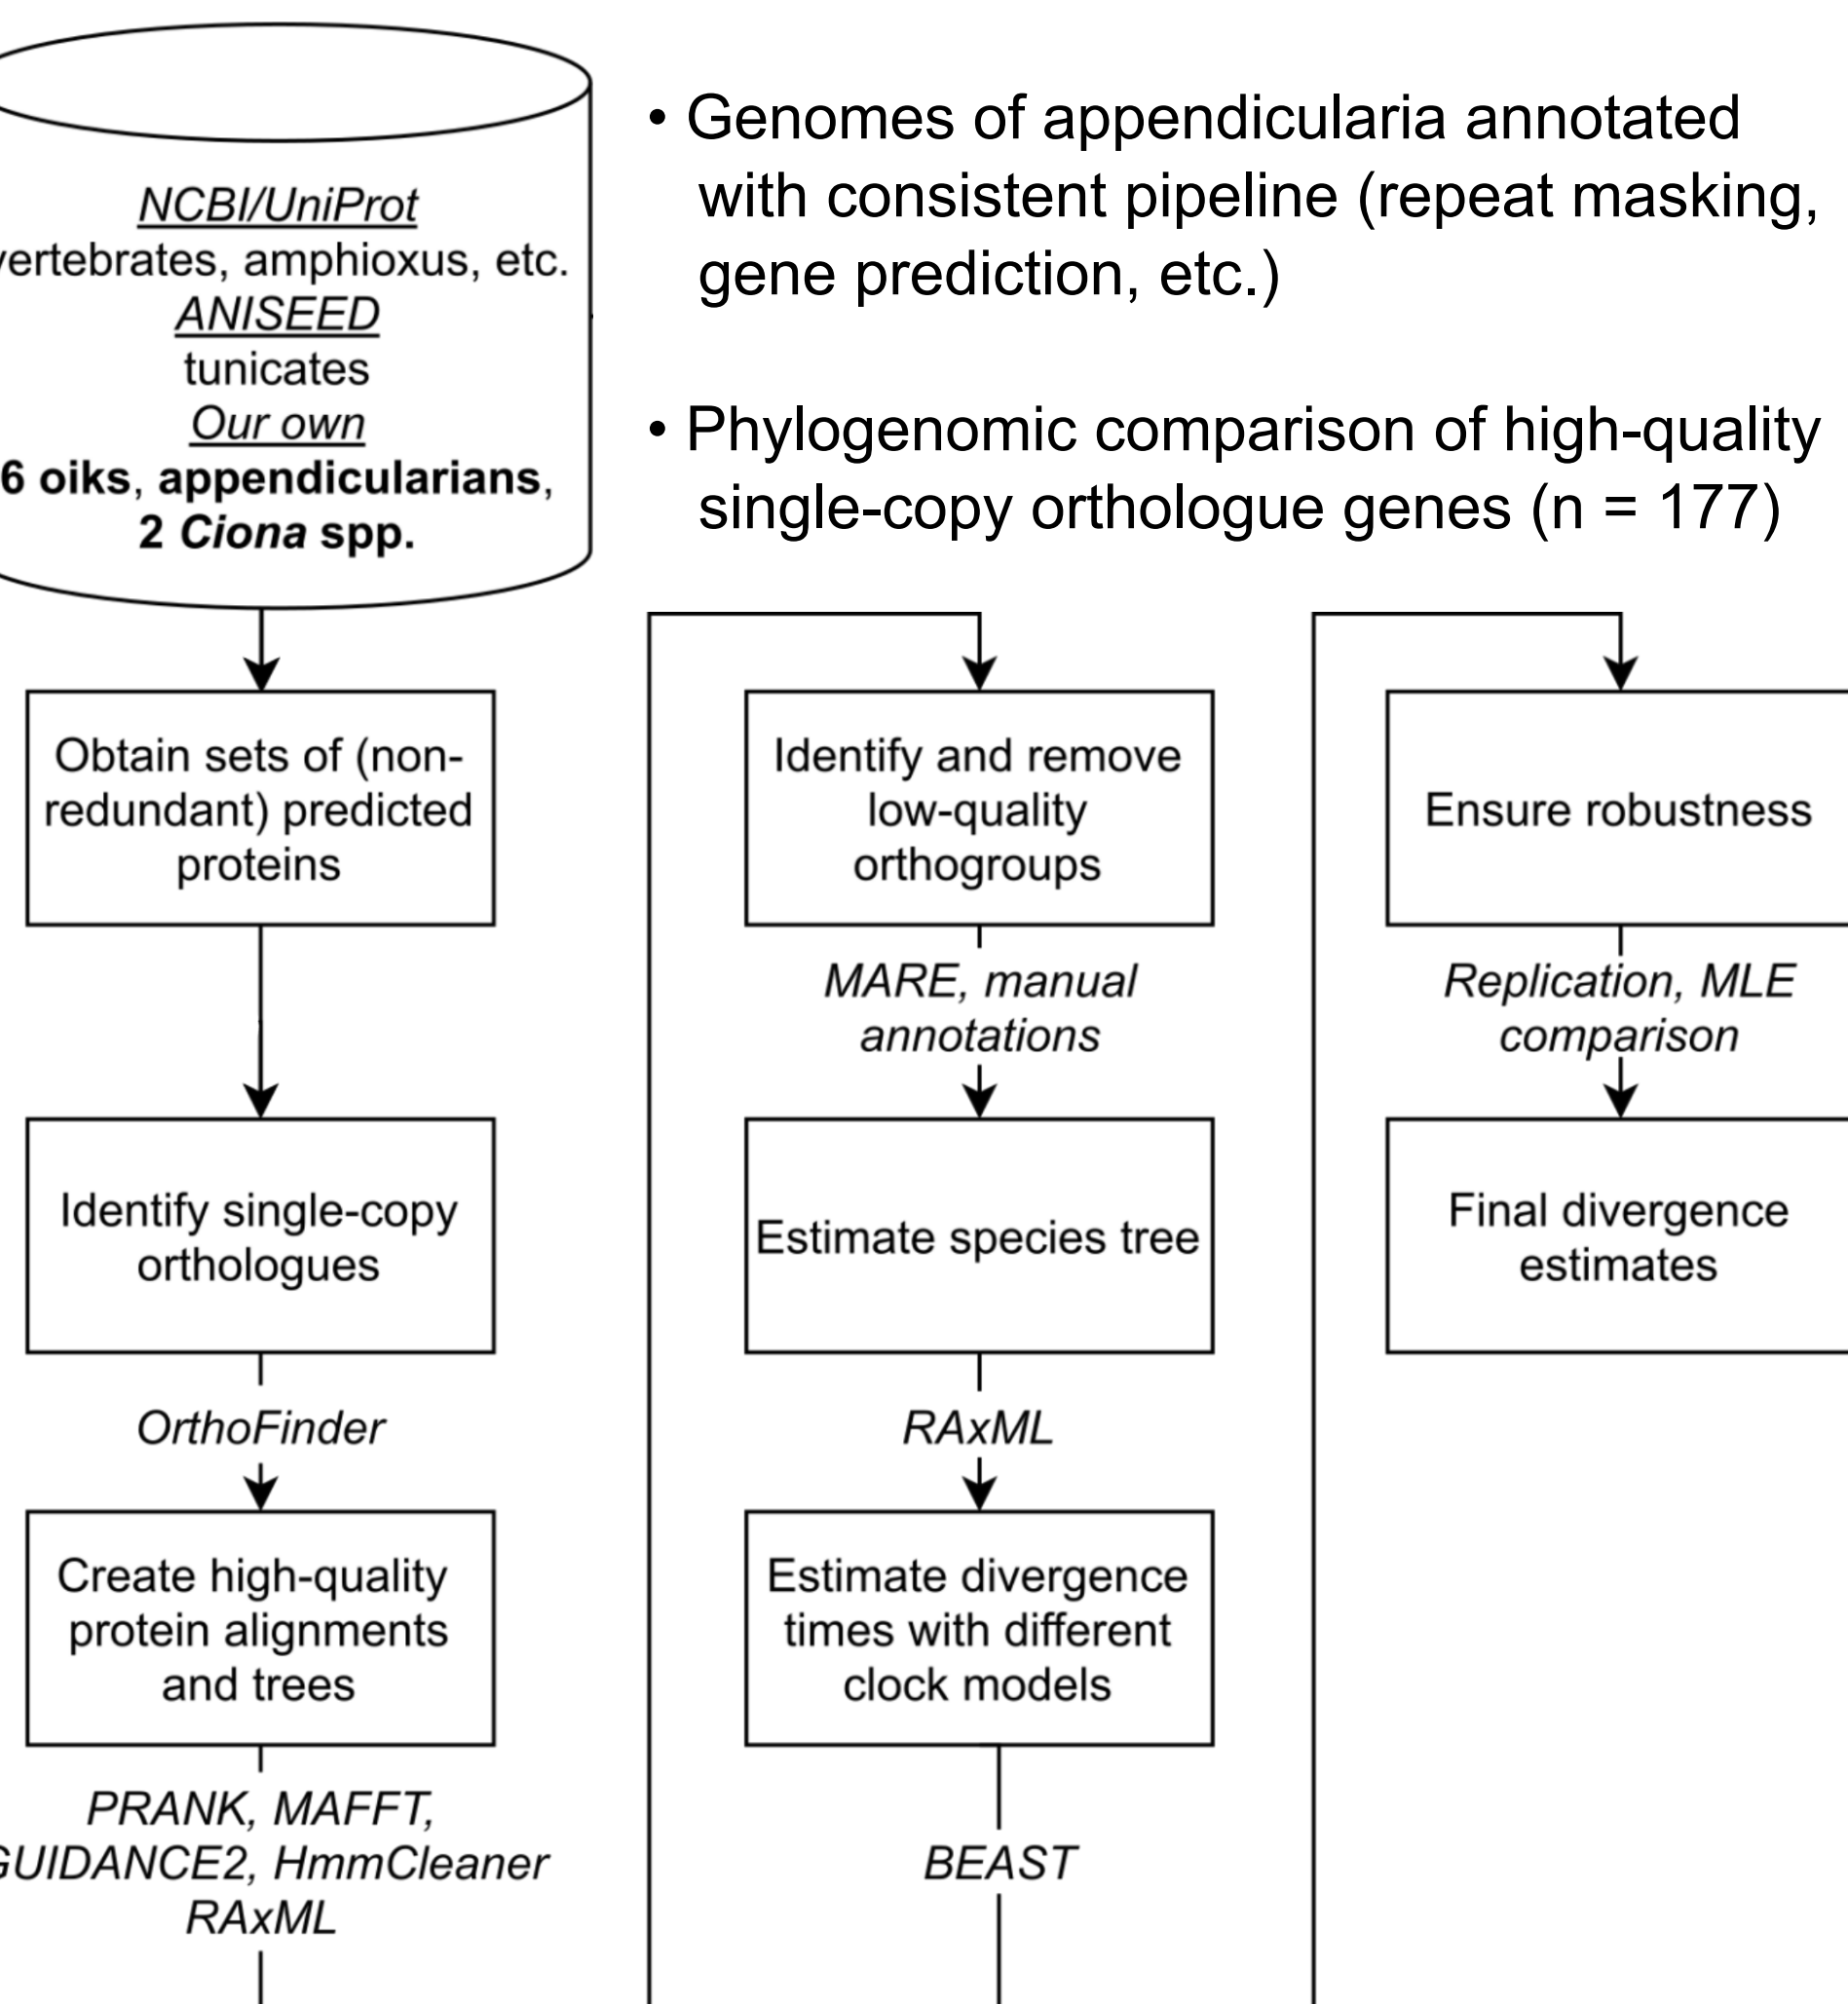 NCBI/UniProt
vertebrates, amphioxus, etc.
ANISEED
tunicates
Our own
6 oiks, appendicularians,
2 Ciona spp.
• Genomes of appendicularia annotated
with consistent pipeline (repeat masking,
gene prediction, etc.)
• Phylogenomic comparison of high-quality
single-copy orthologue genes (n = 177)
Obtain sets of (non-
redundant) predicted
proteins
Identify single-copy
orthologues
OrthoFinder
Create high-quality
protein alignments
and trees
PRANK, MAFFT,
GUIDANCE2, HmmCleaner
RAxML
Identify and remove
low-quality
orthogroups
MARE, manual
annotations
Estimate species tree
RAxML
Estimate divergence
times with different
clock models
BEAST
Ensure robustness
Replication, MLE
comparison
Final divergence
estimates